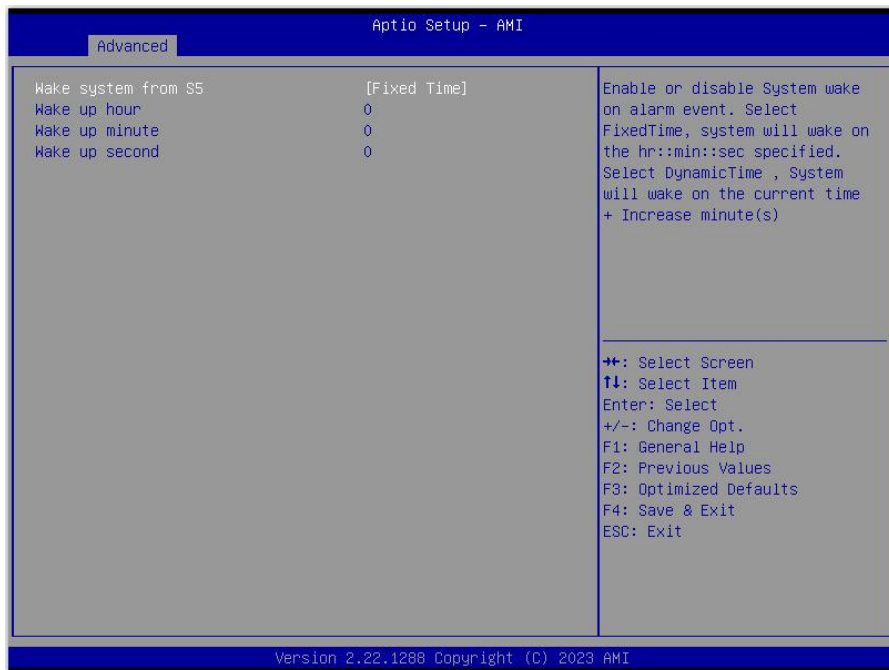 Aptio Setup - AMI
Advanced
Wake system from S5 [Fixed Time]
Wake up hour 0
Wake up minute 0
Wake up second 0
Enable or disable System wake
on alarm event. Select
FixedTime, system will wake on
the hr::min::sec specified.
Select DynamicTime , System
will wake on the current time
+ Increase minute(s)
→←: Select Screen
↑↓: Select Item
Enter: Select
+/-: Change Opt.
F1: General Help
F2: Previous Values
F3: Optimized Defaults
F4: Save & Exit
ESC: Exit
Version 2.22.1288 Copyright (C) 2023 AMI